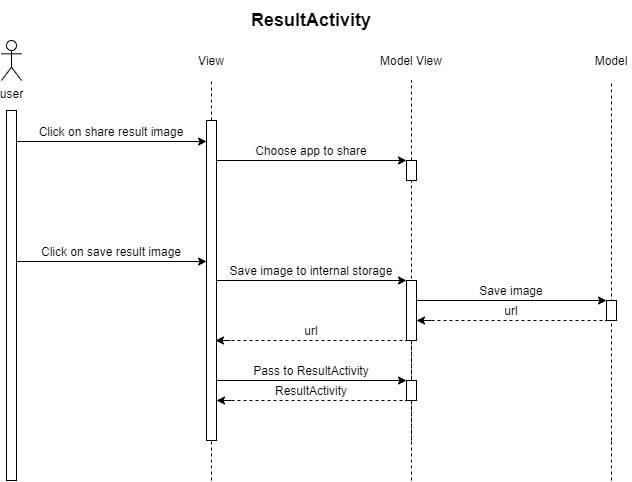 ResultActivity
View
Model View
Model
user
Click on share result image
Choose app to share
Click on save result image
Save image to internal storage
Save image
url
url
Pass to ResultActivity
ResultActivity